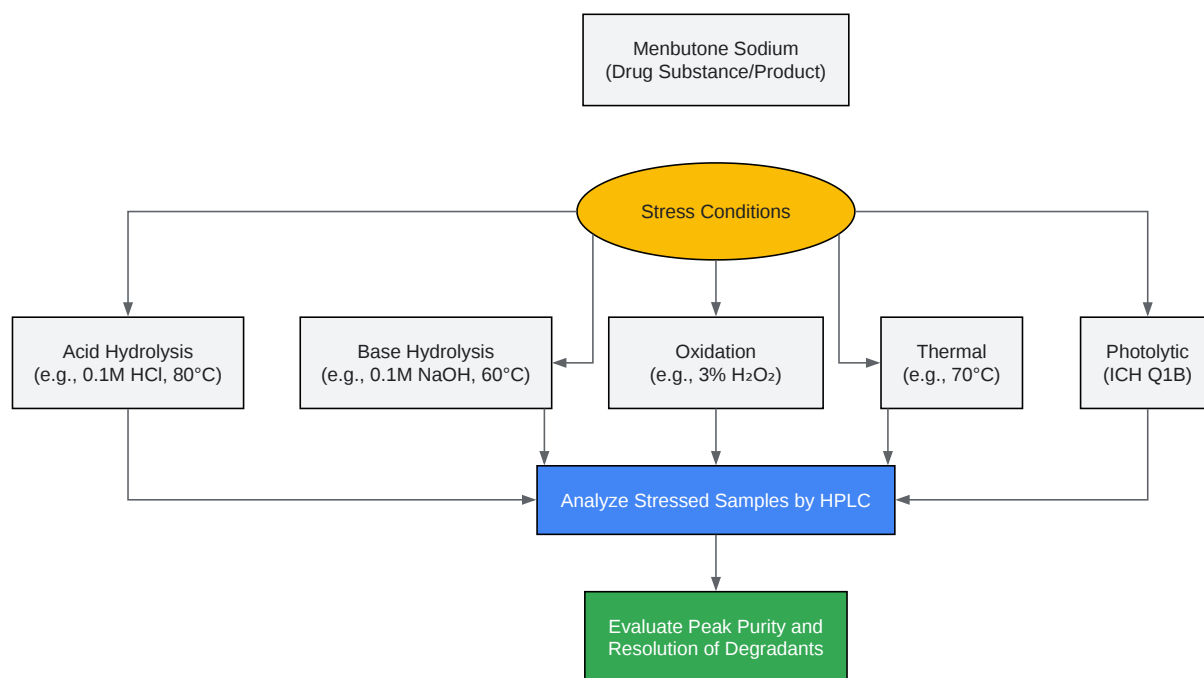 Menbutone Sodium
(Drug Substance/Product)
Stress Conditions
Acid Hydrolysis
(e.g., 0.1M HCl, 80°C)
Base Hydrolysis
(e.g., 0.1M NaOH, 60°C)
Oxidation
(e.g., 3% H₂O₂)
Thermal
(e.g., 70°C)
Photolytic
(ICH Q1B)
Analyze Stressed Samples by HPLC
Evaluate Peak Purity and
Resolution of Degradants